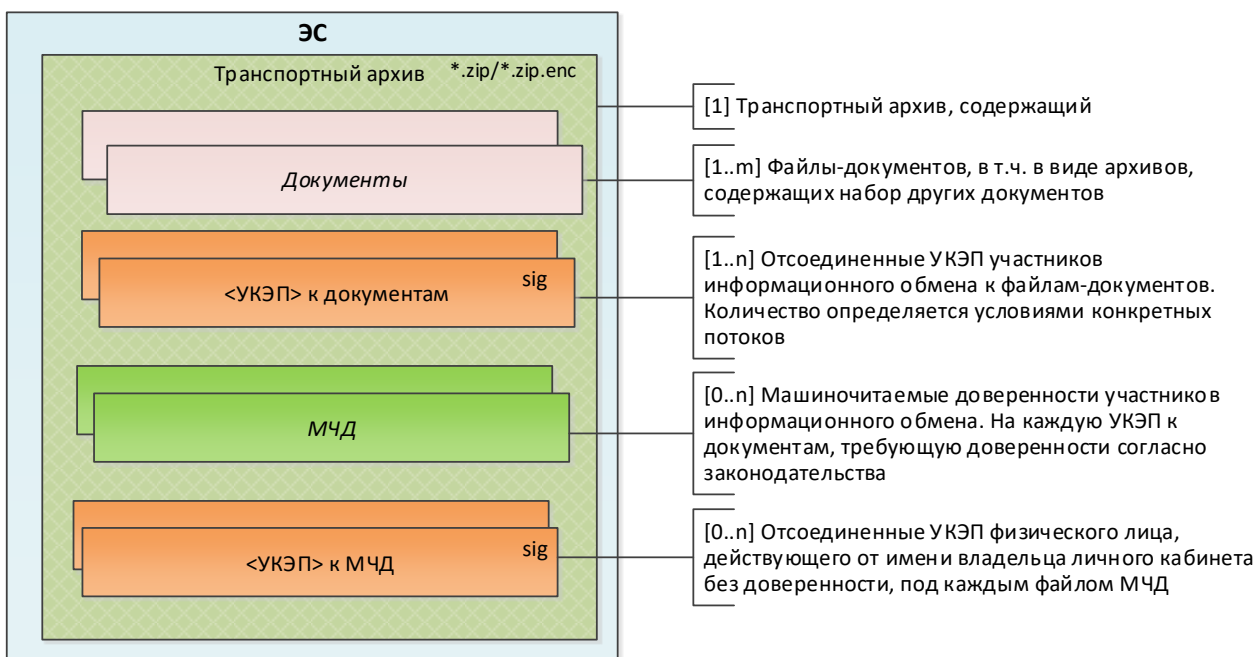 ЭС
Транспортный архив *.zip/*.zip.enc
[1] Транспортный архив, содержащий
Документы
[1..m] Файлы-документов, в т.ч. в виде архивов,
содержащих набор других документов
<УКЭП> к документам
sig
[1..n] Отсоединенные УКЭП участников
информационного обмена к файлам-документов.
Количество определяется условиями конкретных
потоков
МЧД
[0..n] Машиночитаемые доверенности участников
информационного обмена. На каждую УКЭП к
документам, требующую доверенности согласно
законодательства
<УКЭП> к МЧД
sig
[0..n] Отсоединенные УКЭП физического лица,
действующего от имени владельца личного кабинета
без доверенности, под каждым файлом МЧД